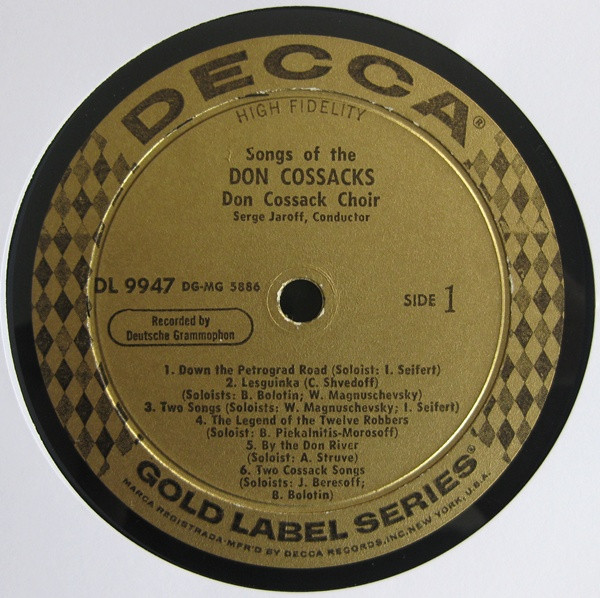 DECCA®
HIGH FIDELITY
Songs of the
DON COSSACKS
Don Cossack Choir
Serge Jaroff, Conductor
DL 9947 DG-MG 5886
SIDE 1
Recorded by
Deutsche Grammophon
1. Down the Petrograd Road (Soloist: I. Seifert)
2. Lesguinka (C. Shvedoff)
(Soloists: B. Bolotin; W. Magnuschevsky)
3. Two Songs (Soloists: W. Magnuschevsky; I. Seifert)
4. The Legend of the Twelve Robbers
(Soloist: B. Piekalnitis-Morosoff)
5. By the Don River
(Soloist: A. Struve)
6. Two Cossack Songs
(Soloists: J. Beresoff;
B. Bolotin)
GOLD LABEL SERIES®
MARCA REGISTRADA·MFR'D BY DECCA RECORDS, INC. NEW YORK, U.S.A.